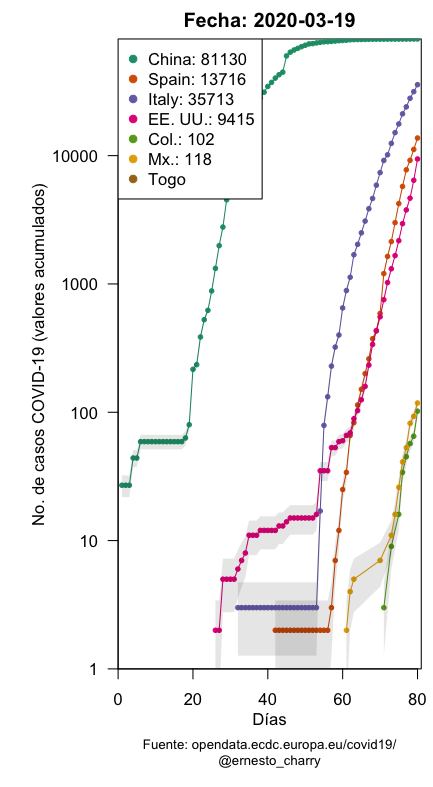 Fecha: 2020-03-19
China: 81130
Spain: 13716
Italy: 35713
EE. UU.: 9415
Col.: 102
Mx.: 118
Togo
No. de casos COVID-19 (valores acumulados)
10000
1000
100
10
1
0 20 40 60 80
Días
Fuente: opendata.ecdc.europa.eu/covid19/
@ernesto_charry